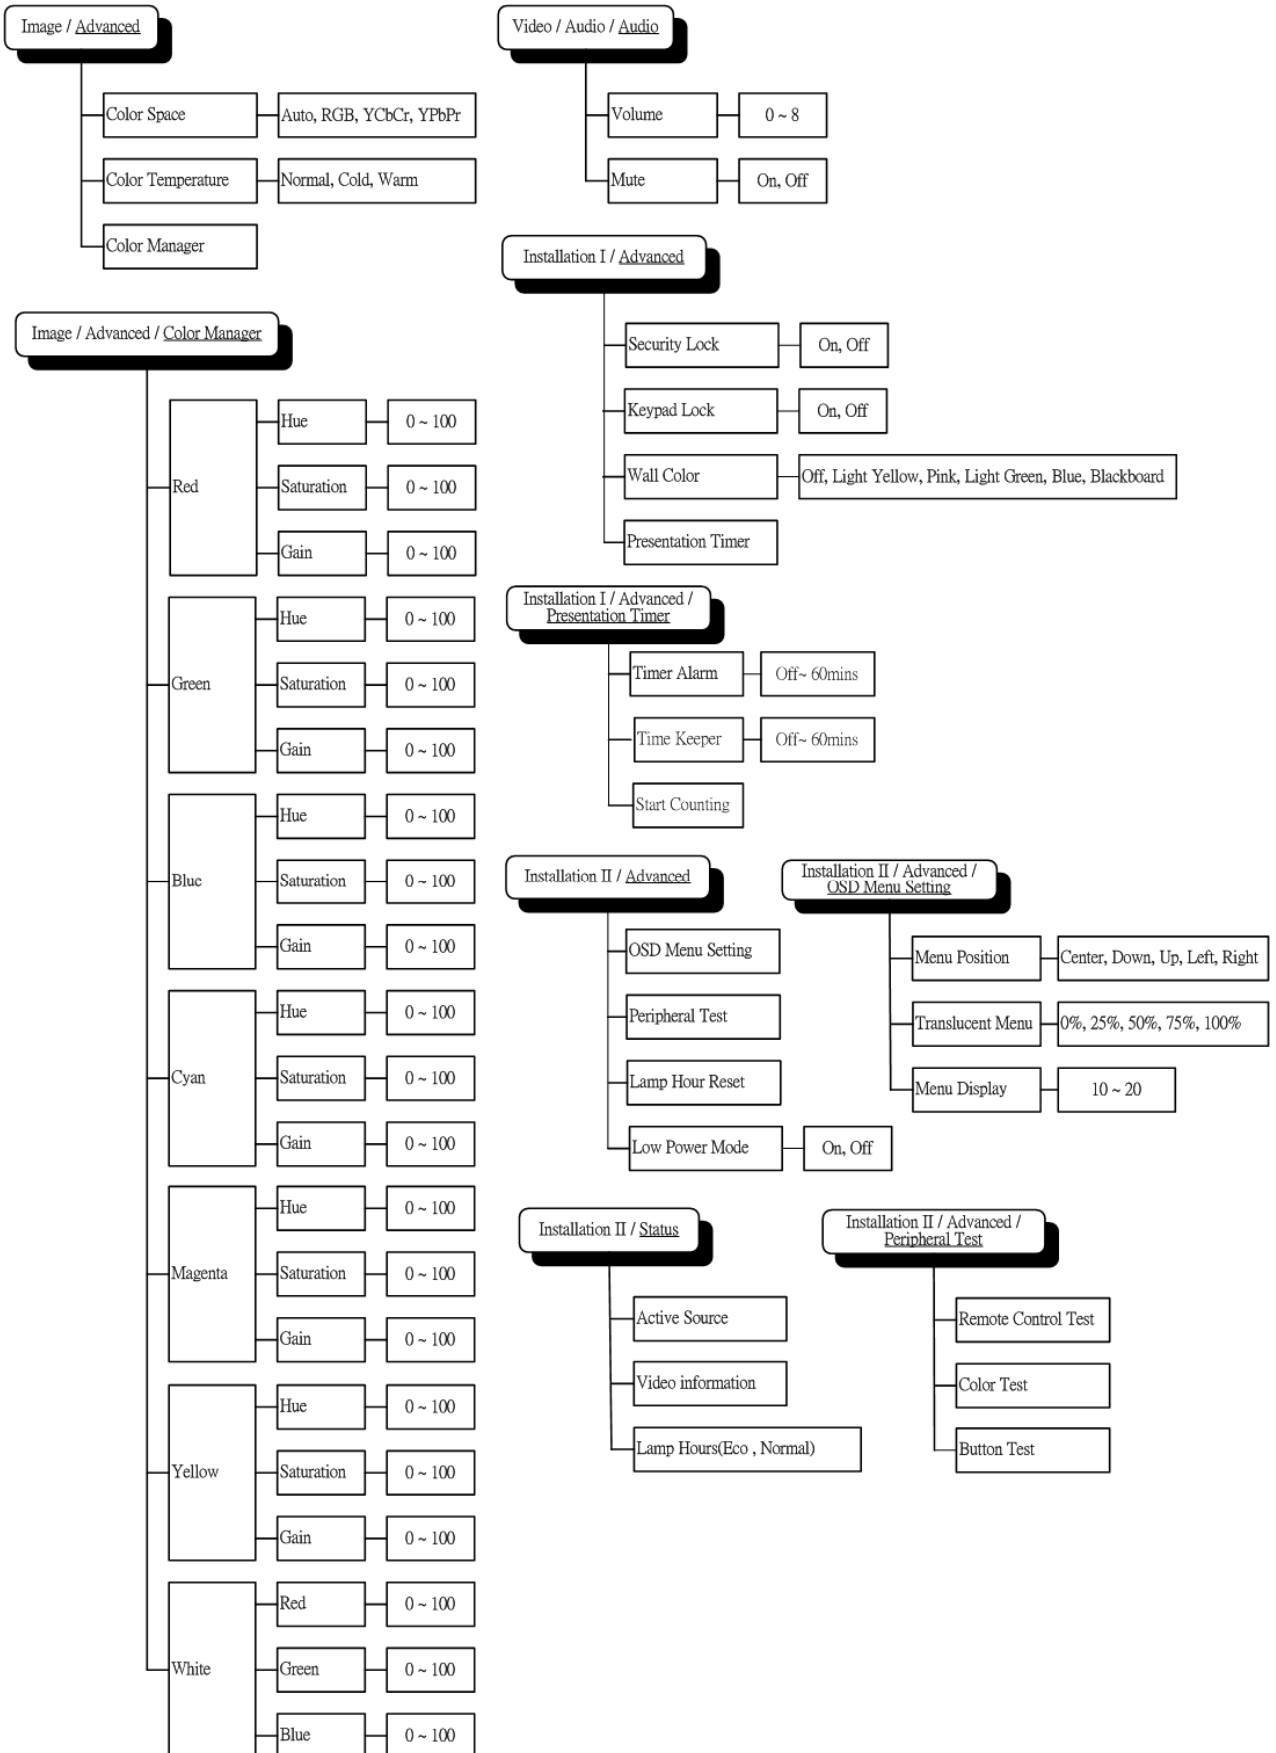 Image / Advanced
Color Space
Auto, RGB, YCbCr, YPbPr
Color Temperature
Normal, Cold, Warm
Color Manager
Image / Advanced / Color Manager
Red
Hue
0 ~ 100
Saturation
0 ~ 100
Gain
0 ~ 100
Green
Hue
0 ~ 100
Saturation
0 ~ 100
Gain
0 ~ 100
Blue
Hue
0 ~ 100
Saturation
0 ~ 100
Gain
0 ~ 100
Cyan
Hue
0 ~ 100
Saturation
0 ~ 100
Gain
0 ~ 100
Magenta
Hue
0 ~ 100
Saturation
0 ~ 100
Gain
0 ~ 100
Yellow
Hue
0 ~ 100
Saturation
0 ~ 100
Gain
0 ~ 100
White
Red
0 ~ 100
Green
0 ~ 100
Blue
0 ~ 100
Video / Audio / Audio
Volume
0 ~ 8
Mute
On, Off
Installation I / Advanced
Security Lock
On, Off
Keypad Lock
On, Off
Wall Color
Off, Light Yellow, Pink, Light Green, Blue, Blackboard
Presentation Timer
Installation I / Advanced /
Presentation Timer
Timer Alarm
Off~ 60mins
Time Keeper
Off~ 60mins
Start Counting
Installation II / Advanced
OSD Menu Setting
Peripheral Test
Lamp Hour Reset
Low Power Mode
On, Off
Installation II / Advanced /
OSD Menu Setting
Menu Position
Center, Down, Up, Left, Right
Translucent Menu
0%, 25%, 50%, 75%, 100%
Menu Display
10 ~ 20
Installation II / Status
Active Source
Video information
Lamp Hours(Eco , Normal)
Installation II / Advanced /
Peripheral Test
Remote Control Test
Color Test
Button Test